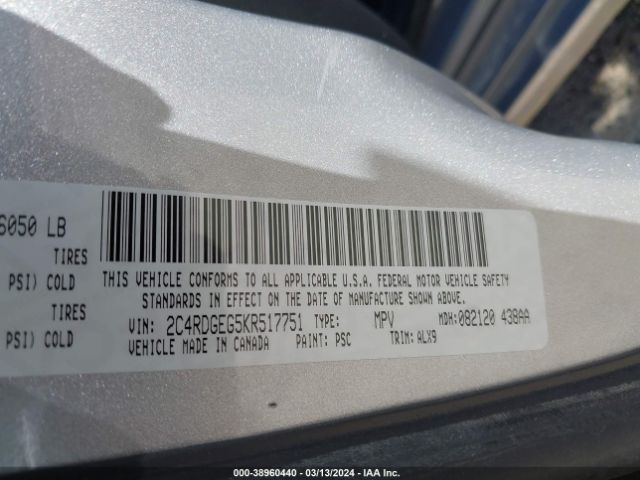 6050 LB
TIRES
PSI) COLD
TIRES
PSI) COLD
THIS VEHICLE CONFORMS TO ALL APPLICABLE U.S.A. FEDERAL MOTOR VEHICLE SAFETY
STANDARDS IN EFFECT ON THE DATE OF MANUFACTURE SHOWN ABOVE.
VIN: 2C4RDGEG5KR517751 TYPE: MPV MDH: 082120 438AA
VEHICLE MADE IN CANADA PAINT: PSC TRIM: ALX9
000-38960440 - 03/13/2024 - IAA Inc.